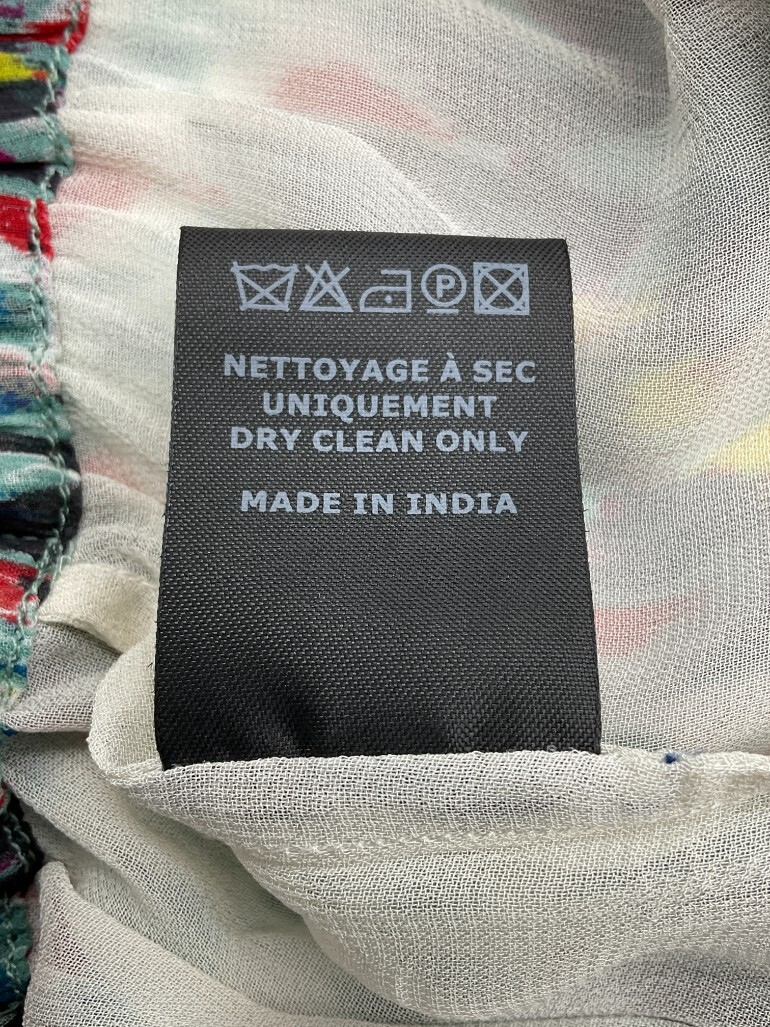 P
NETTOYAGE À SEC
UNIQUEMENT
DRY CLEAN ONLY
MADE IN INDIA